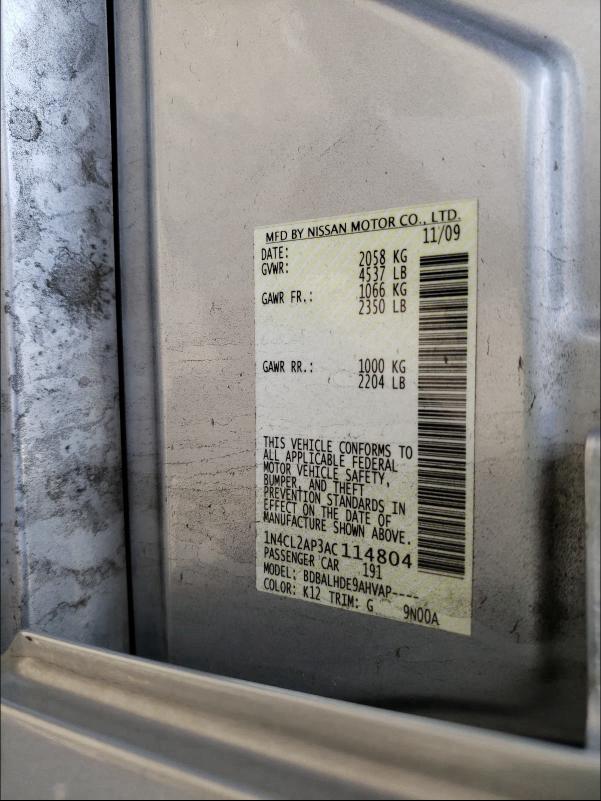 MFD BY NISSAN MOTOR CO., LTD.
DATE: 11/09
GVWR: 2058 KG
4537 LB
GAWR FR.: 1066 KG
2350 LB
GAWR RR.: 1000 KG
2204 LB
THIS VEHICLE CONFORMS TO
ALL APPLICABLE FEDERAL
MOTOR VEHICLE SAFETY,
BUMPER, AND THEFT
PREVENTION STANDARDS IN
EFFECT ON THE DATE OF
MANUFACTURE SHOWN ABOVE.
1N4CL2AP3AC114804
PASSENGER CAR 191
MODEL: BDBALHDE9AHVAP----
COLOR: K12 TRIM: G 9N00A